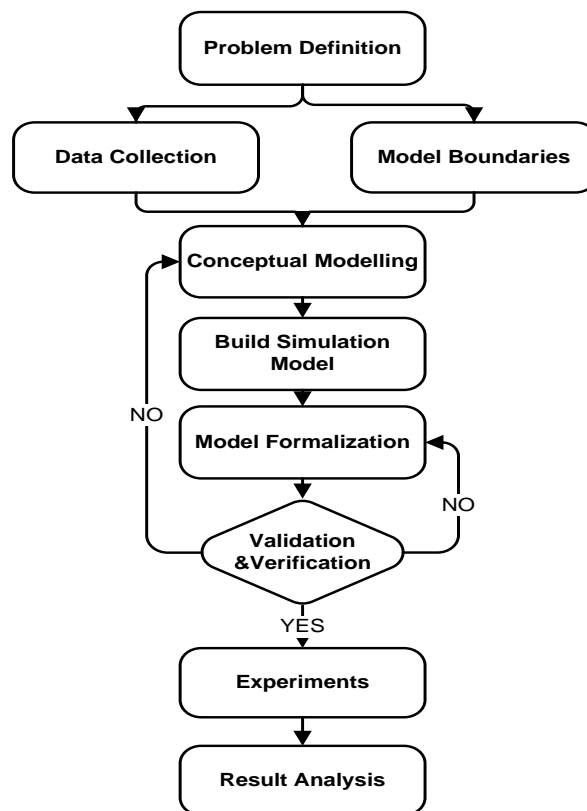 Problem Definition
Data Collection
Model Boundaries
Conceptual Modelling
Build Simulation
Model
NO
Model Formalization
NO
Validation
&Verification
YES
Experiments
Result Analysis